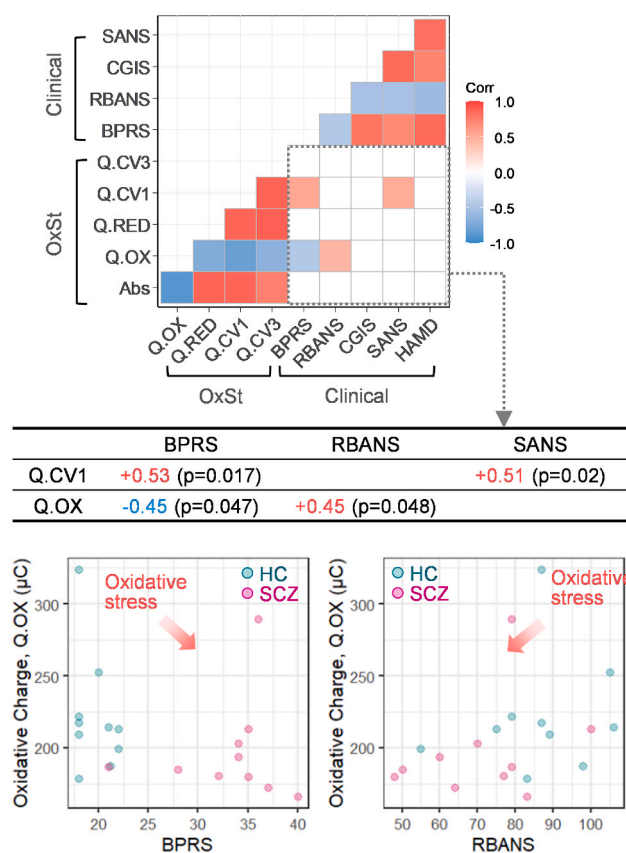 SANS
CGIS
RBANS
BPRS
Clinical
Q.CV3
Q.CV1
Q.RED
Q.OX
Abs
OxSt
Corr
1.0
0.5
0.0
-0.5
-1.0
Q.OX Q.RED Q.CV1 Q.CV3 BPRS RBANS CGIS SANS HAMD
OxSt Clinical
BPRS RBANS SANS
Q.CV1 +0.53 (p=0.017) +0.51 (p=0.02)
Q.OX -0.45 (p=0.047) +0.45 (p=0.048)
Oxidative Charge, Q.OX (µC)
300
250
200
Oxidative
stress
HC
SCZ
20 25 30 35 40
BPRS
Oxidative Charge, Q.OX (µC)
300
250
200
HC
SCZ
Oxidative
stress
50 60 70 80 90 100
RBANS